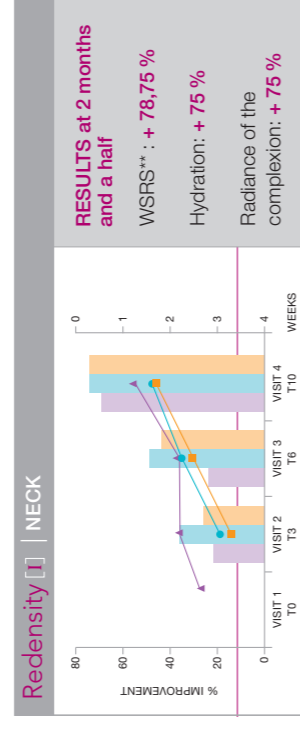 Redensity [I] | NECK
% IMPROVEMENT
80
60
40
20
0
0
1
2
3
4
WEEKS
VISIT 1
T0
VISIT 2
T3
VISIT 3
T6
VISIT 4
T10
RESULTS at 2 months
and a half
WSRS** : + 78,75 %
Hydration: + 75 %
Radiance of the
complexion: + 75 %